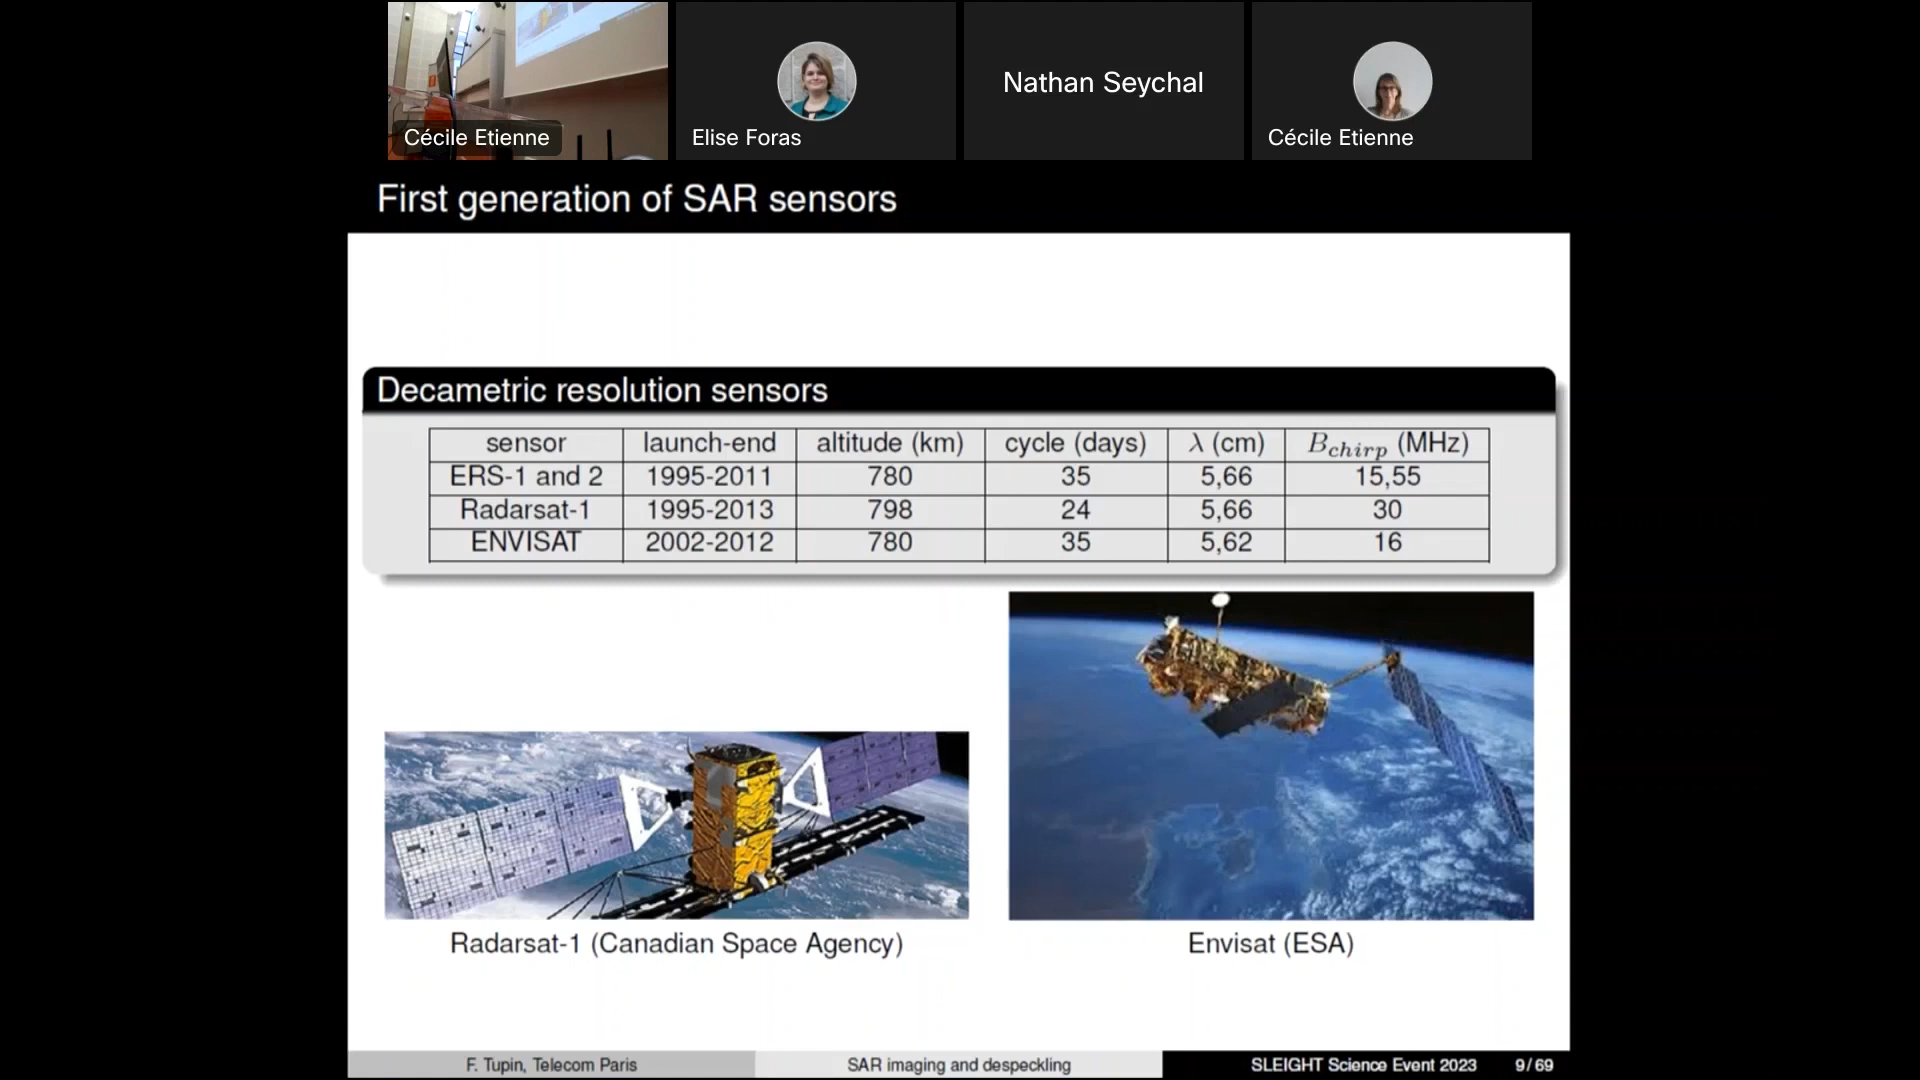 Cécile Etienne
Elise Foras
Nathan Seychal
Cécile Etienne
First generation of SAR sensors
Decametric resolution sensors
sensor launch-end altitude (km) cycle (days) λ (cm) B_chirp (MHz)
ERS-1 and 2 1995-2011 780 35 5,66 15,55
Radarsat-1 1995-2013 798 24 5,66 30
ENVISAT 2002-2012 780 35 5,62 16
Radarsat-1 (Canadian Space Agency)
Envisat (ESA)
F. Tupin, Telecom Paris
SAR imaging and despeckling
SLEIGHT Science Event 2023
9/69